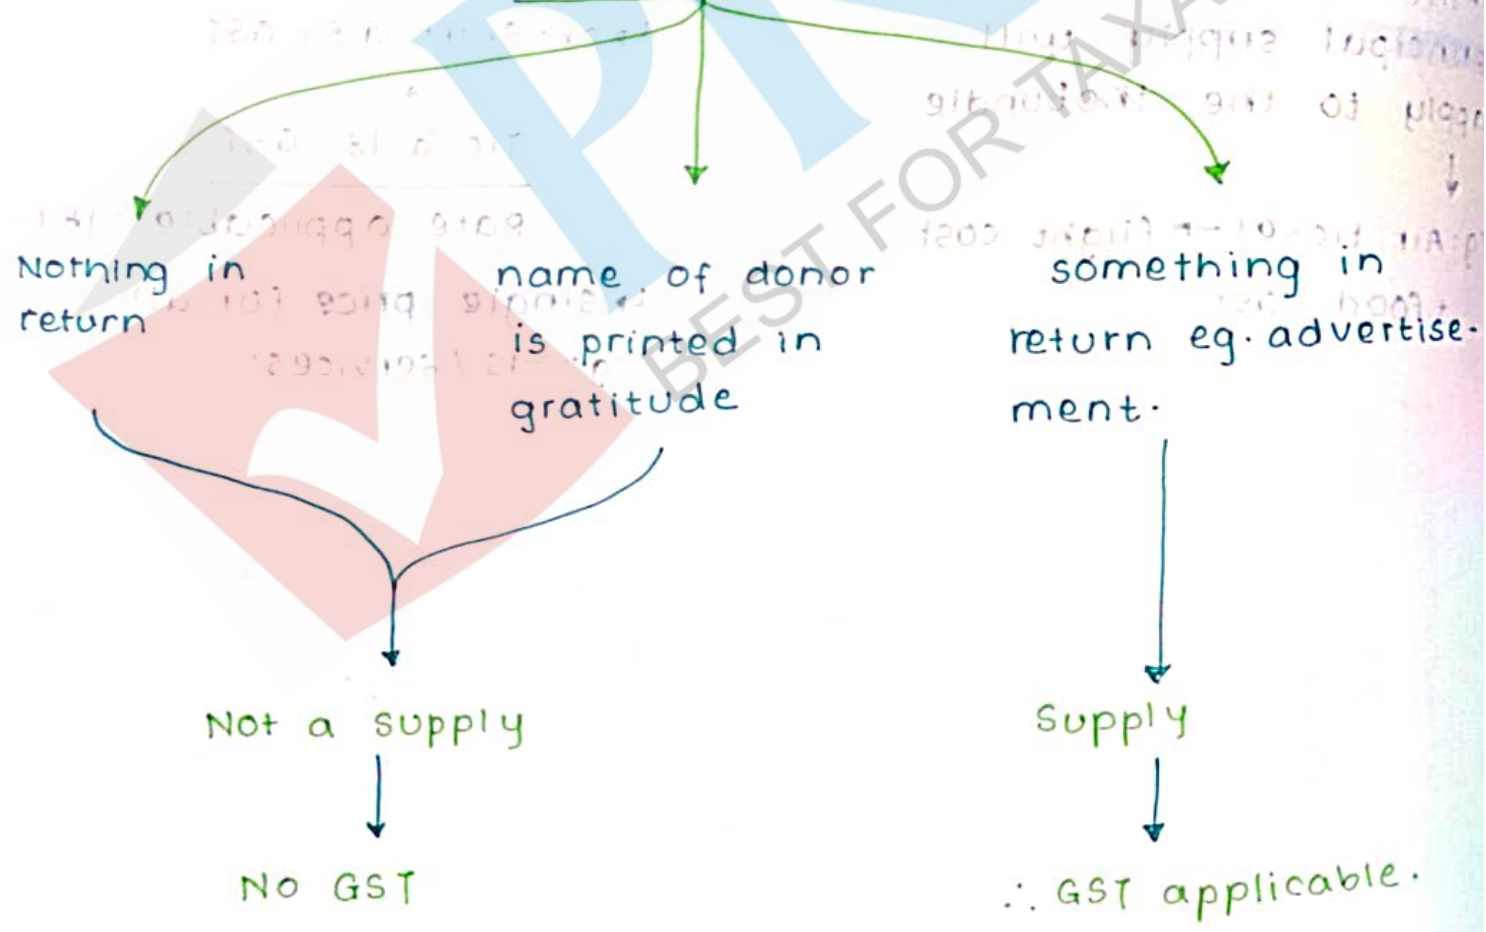 Nothing in
return
name of donor
is printed in
gratitude
something in
return eg. advertise-
ment.
Not a supply
Supply
No GST
∴ GST applicable.
BEST FOR TAXA